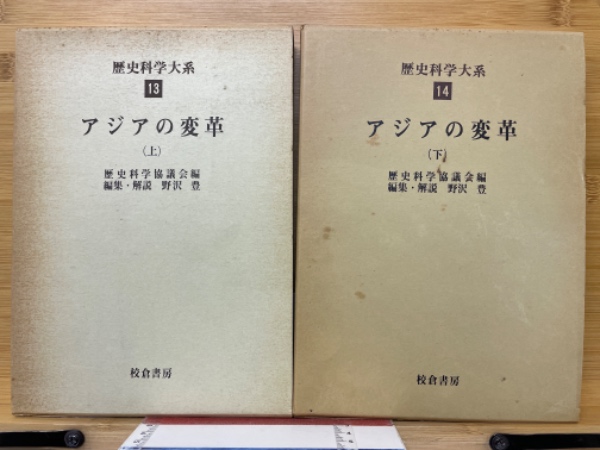 歴史科学大系
13
アジアの変革
(上)
歴史科学協議会編
編集・解説 野沢 豊
校倉書房
歴史科学大系
14
アジアの変革
(下)
歴史科学協議会編
編集・解説 野沢 豊
校倉書房